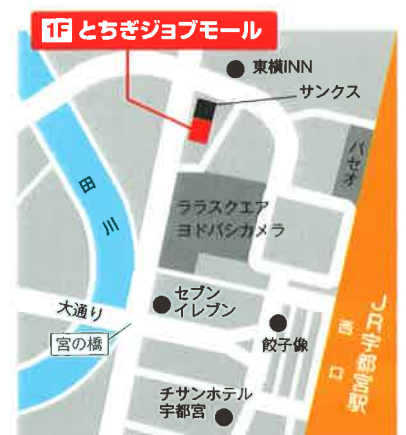 1F とちぎジョブモール
東横INN
サンクス
パセオ
田川
ララスクエア
ヨドバシカメラ
セブン
イレブン
大通り
宮の橋
餃子像
JR宇都宮駅
西口
チサンホテル
宇都宮